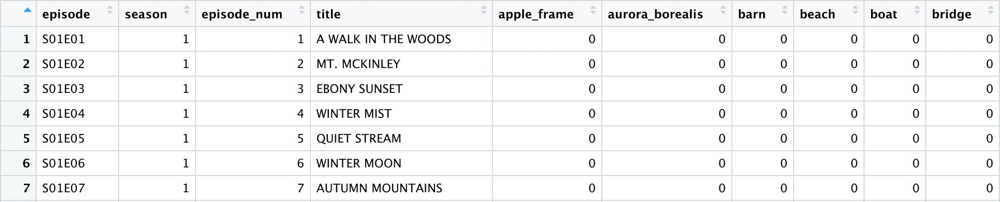 episode season episode_num title apple_frame aurora_borealis barn beach boat bridge
1 S01E01 1 1 A WALK IN THE WOODS 0 0 0 0 0 0
2 S01E02 1 2 MT. MCKINLEY 0 0 0 0 0 0
3 S01E03 1 3 EBONY SUNSET 0 0 0 0 0 0
4 S01E04 1 4 WINTER MIST 0 0 0 0 0 0
5 S01E05 1 5 QUIET STREAM 0 0 0 0 0 0
6 S01E06 1 6 WINTER MOON 0 0 0 0 0 0
7 S01E07 1 7 AUTUMN MOUNTAINS 0 0 0 0 0 0